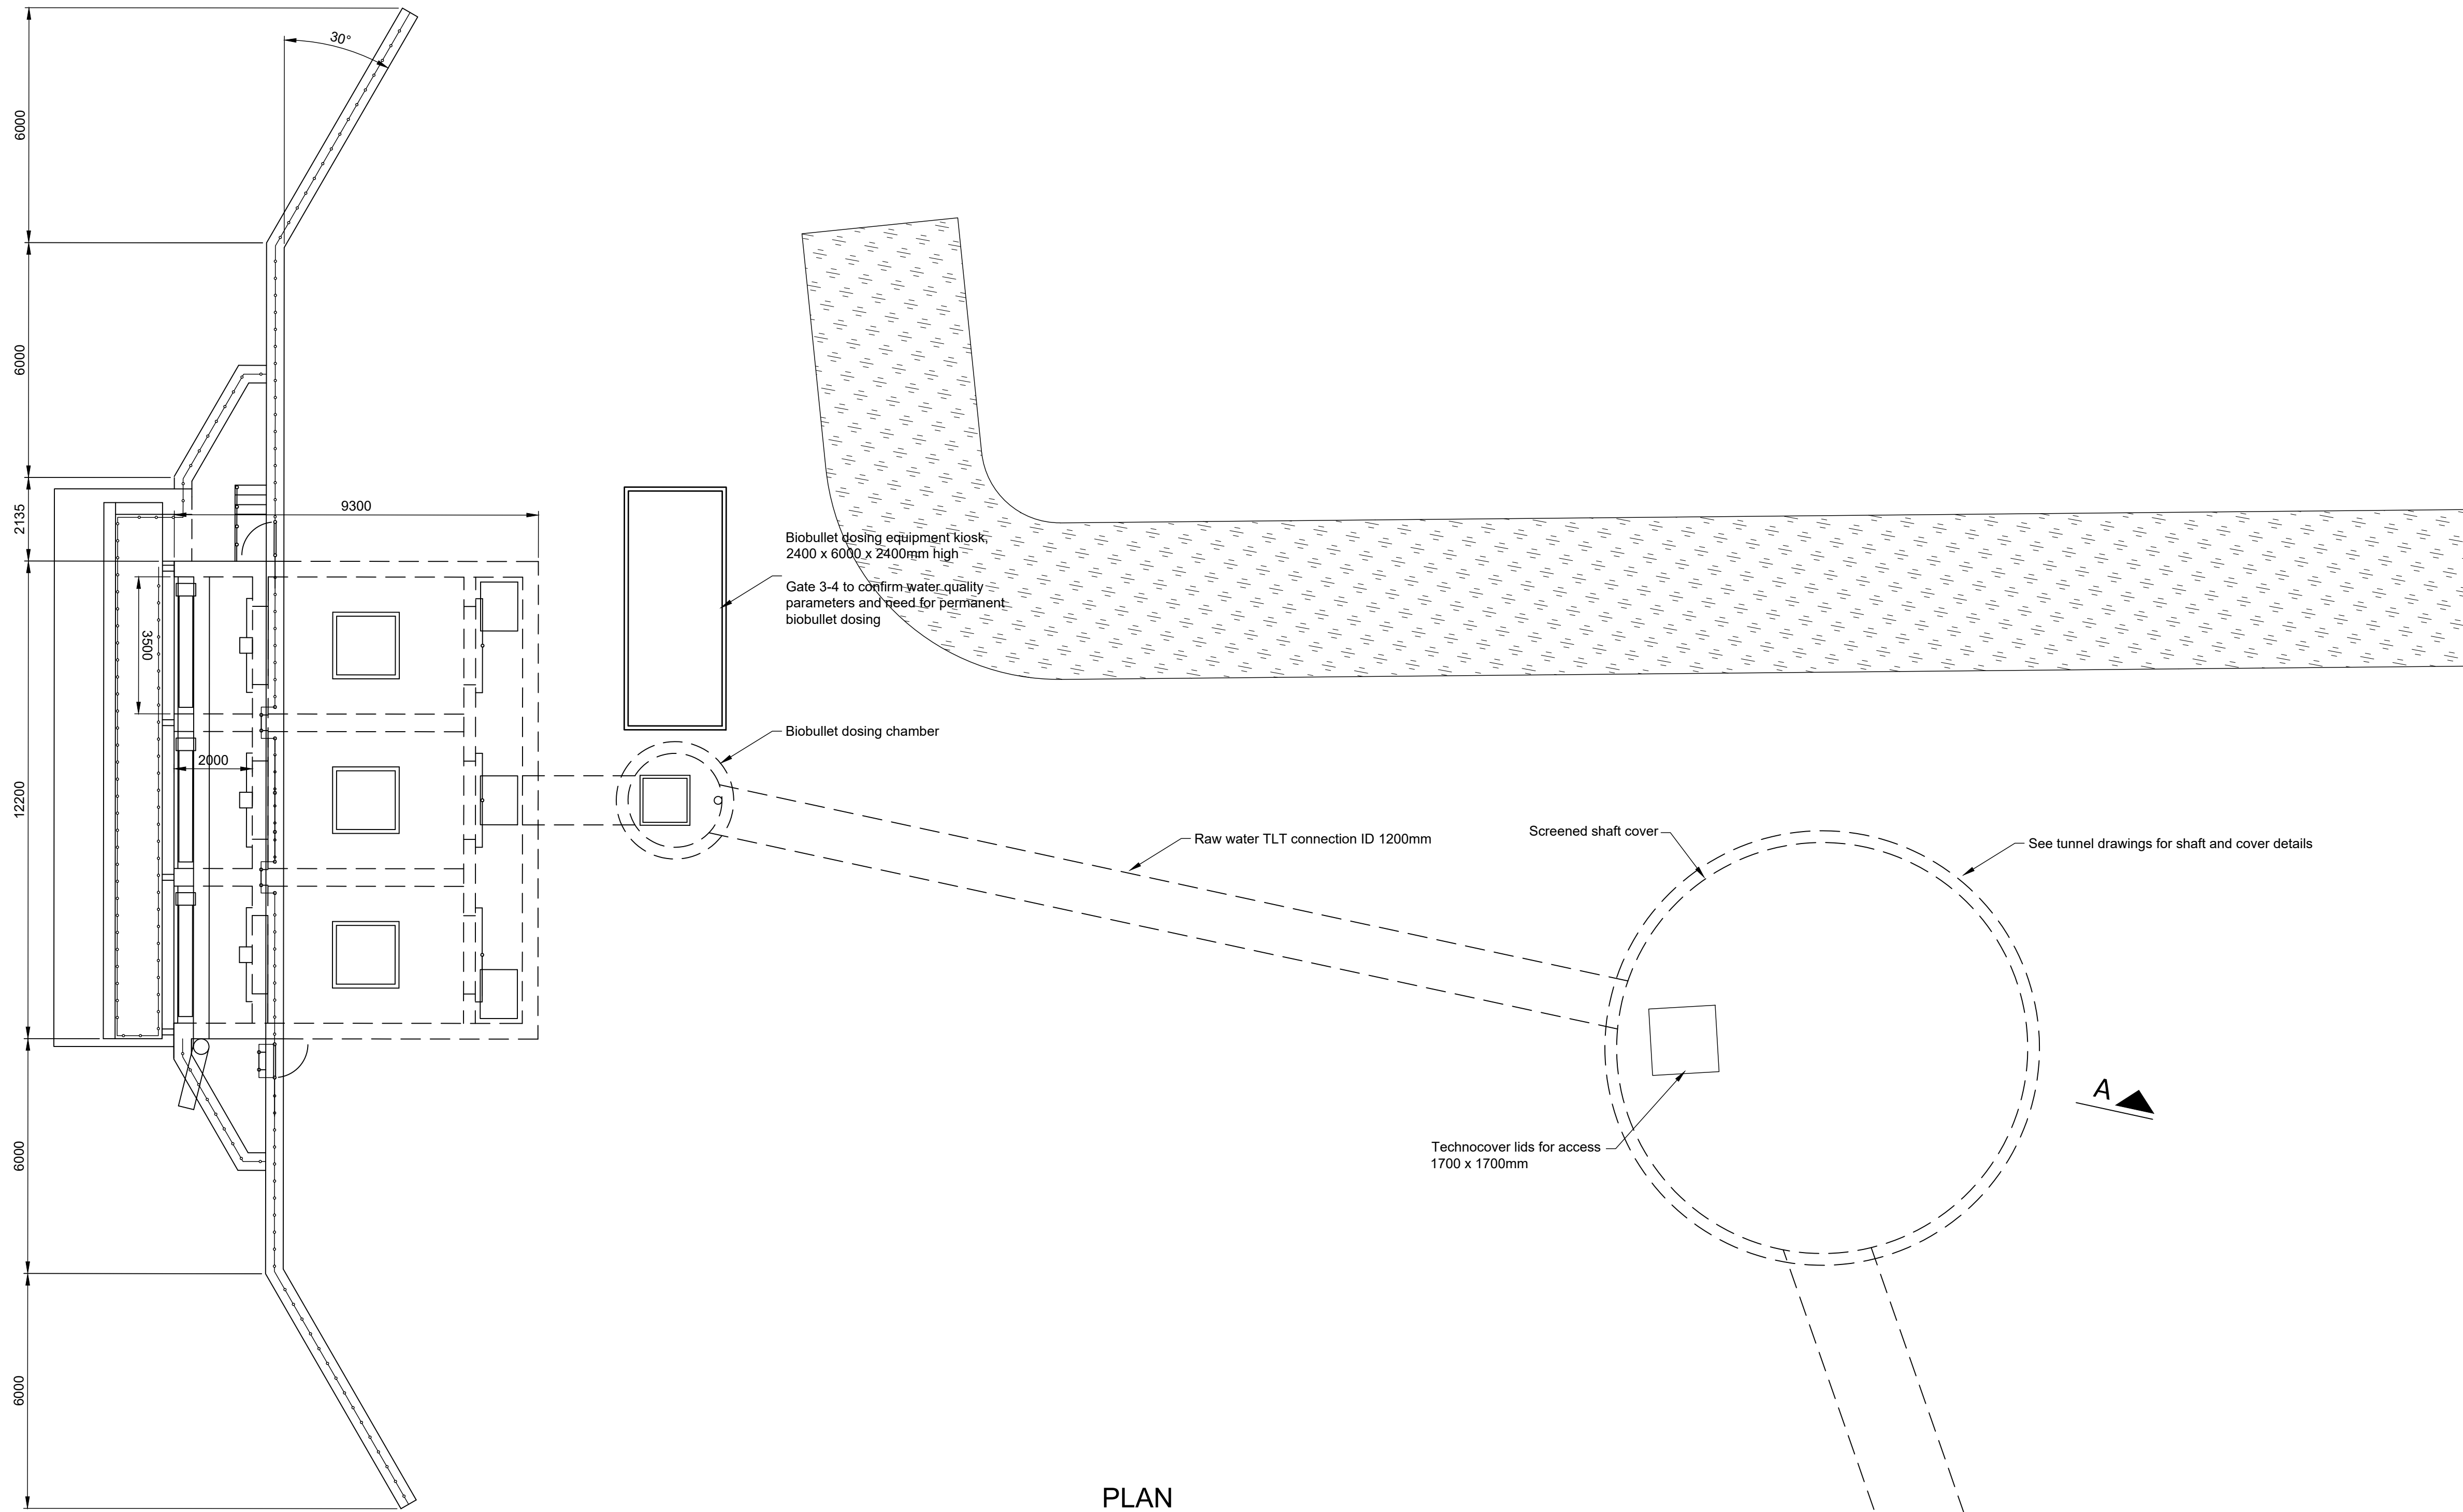 30°
6000
6000
2135
9300
Biobullet dosing equipment kiosk,
2400 x 6000 x 2400mm high
Gate 3-4 to confirm water quality
parameters and need for permanent
biobullet dosing
3500
Biobullet dosing chamber
2000
12200
Raw water TLT connection ID 1200mm
Screened shaft cover
See tunnel drawings for shaft and cover details
A
Technocover lids for access
1700 x 1700mm
6000
6000
PLAN